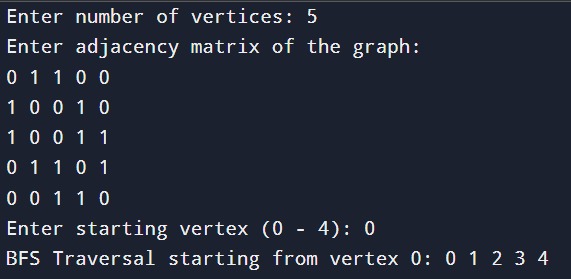 Enter number of vertices: 5
Enter adjacency matrix of the graph:
0 1 1 0 0
1 0 0 1 0
1 0 0 1 1
0 1 1 0 1
0 0 1 1 0
Enter starting vertex (0 - 4): 0
BFS Traversal starting from vertex 0: 0 1 2 3 4